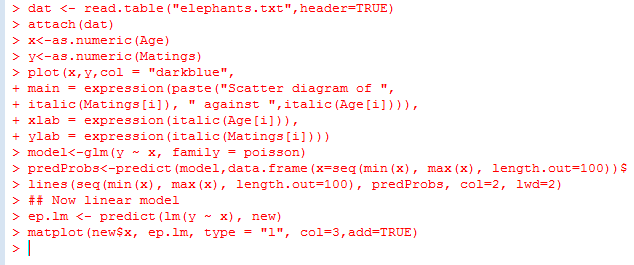 > dat <- read.table("elephants.txt",header=TRUE)
> attach(dat)
> x<-as.numeric(Age)
> y<-as.numeric(Matings)
> plot(x,y,col = "darkblue",
+ main = expression(paste("Scatter diagram of ",
+ italic(Matings[i]), " against ",italic(Age[i]))),
+ xlab = expression(italic(Age[i])),
+ ylab = expression(italic(Matings[i])))
> model<-glm(y ~ x, family = poisson)
> predProbs<-predict(model,data.frame(x=seq(min(x), max(x), length.out=100))$
> lines(seq(min(x), max(x), length.out=100), predProbs, col=2, lwd=2)
> ## Now linear model
> ep.lm <- predict(lm(y ~ x), new)
> matplot(new$x, ep.lm, type = "l", col=3,add=TRUE)
>